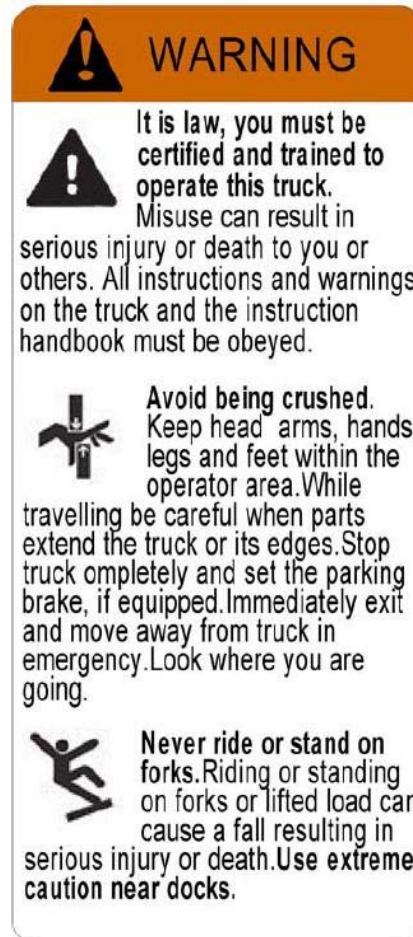 WARNING
It is law, you must be
certified and trained to
operate this truck.
Misuse can result in
serious injury or death to you or
others. All instructions and warnings
on the truck and the instruction
handbook must be obeyed.
Avoid being crushed.
Keep head arms, hands
legs and feet within the
operator area.While
travelling be careful when parts
extend the truck or its edges.Stop
truck ompletely and set the parking
brake, if equipped.Immediately exit
and move away from truck in
emergency.Look where you are
going.
Never ride or stand on
forks.Riding or standing
on forks or lifted load can
cause a fall resulting in
serious injury or death.Use extreme
caution near docks.